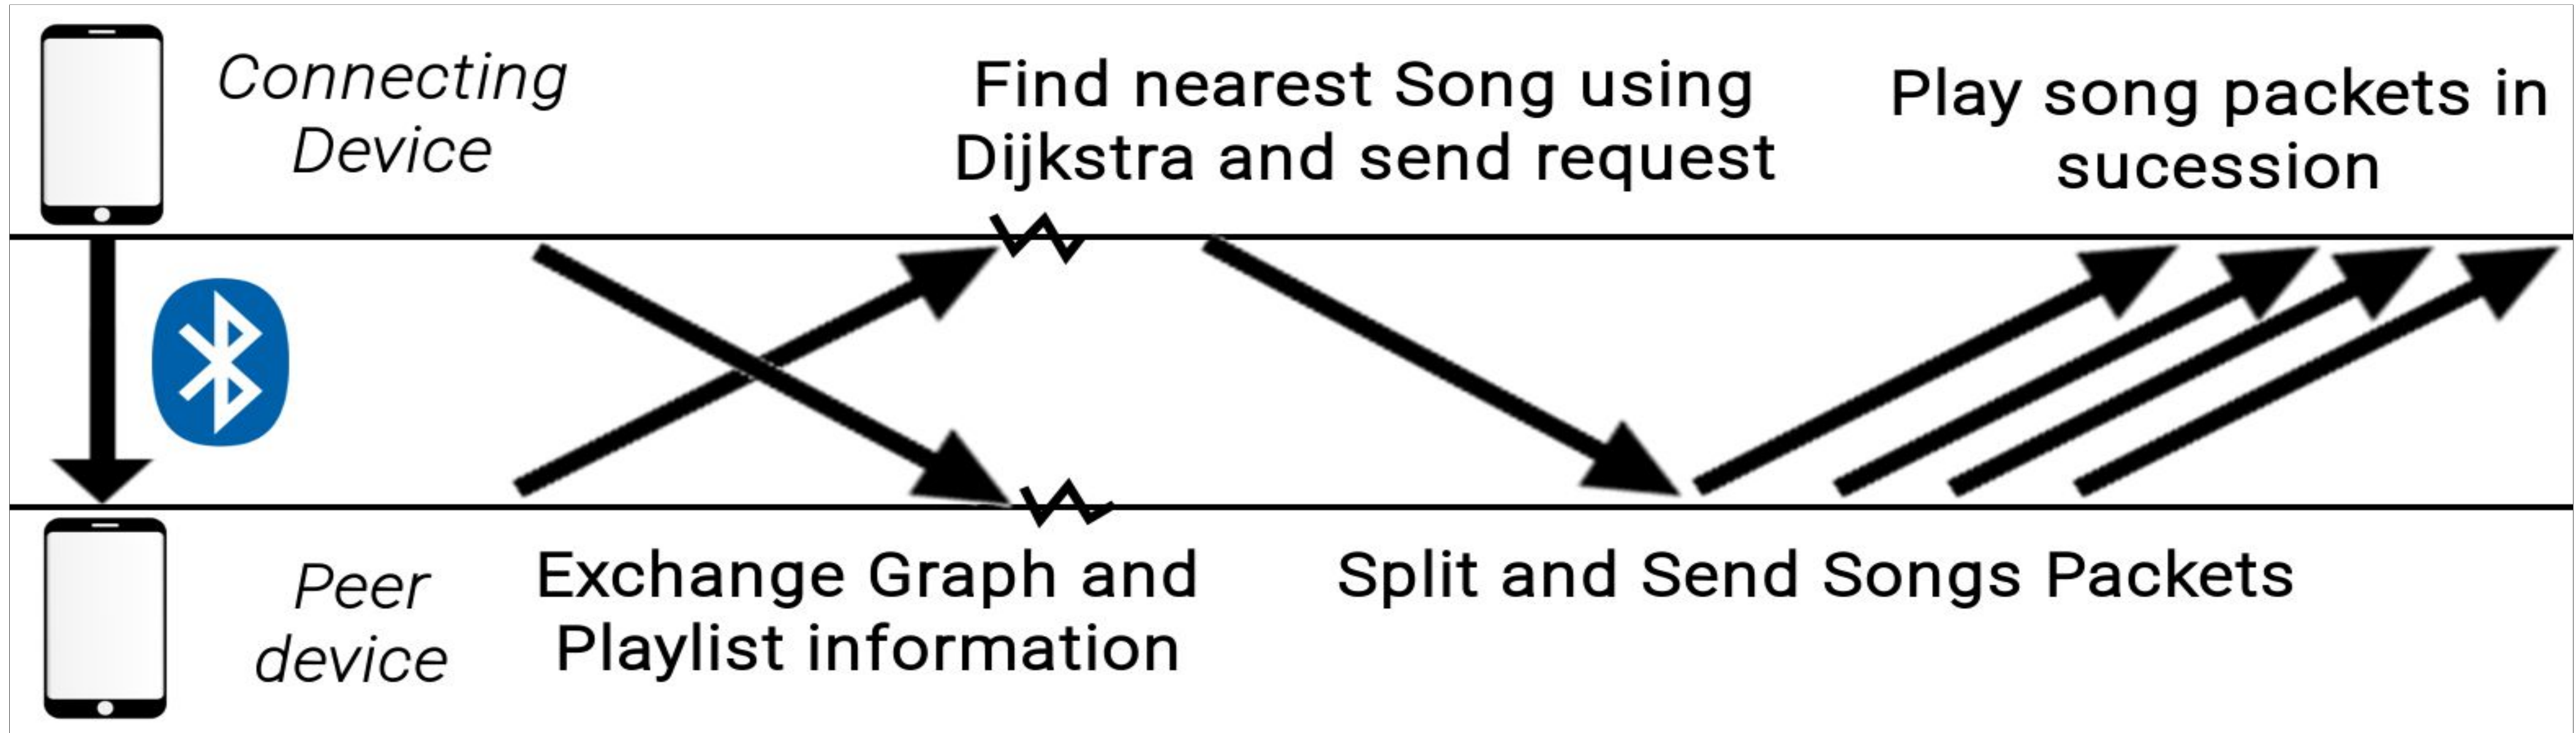 Connecting
Device
Find nearest Song using
Dijkstra and send request
Play song packets in
sucession
Peer
device
Exchange Graph and
Playlist information
Split and Send Songs Packets